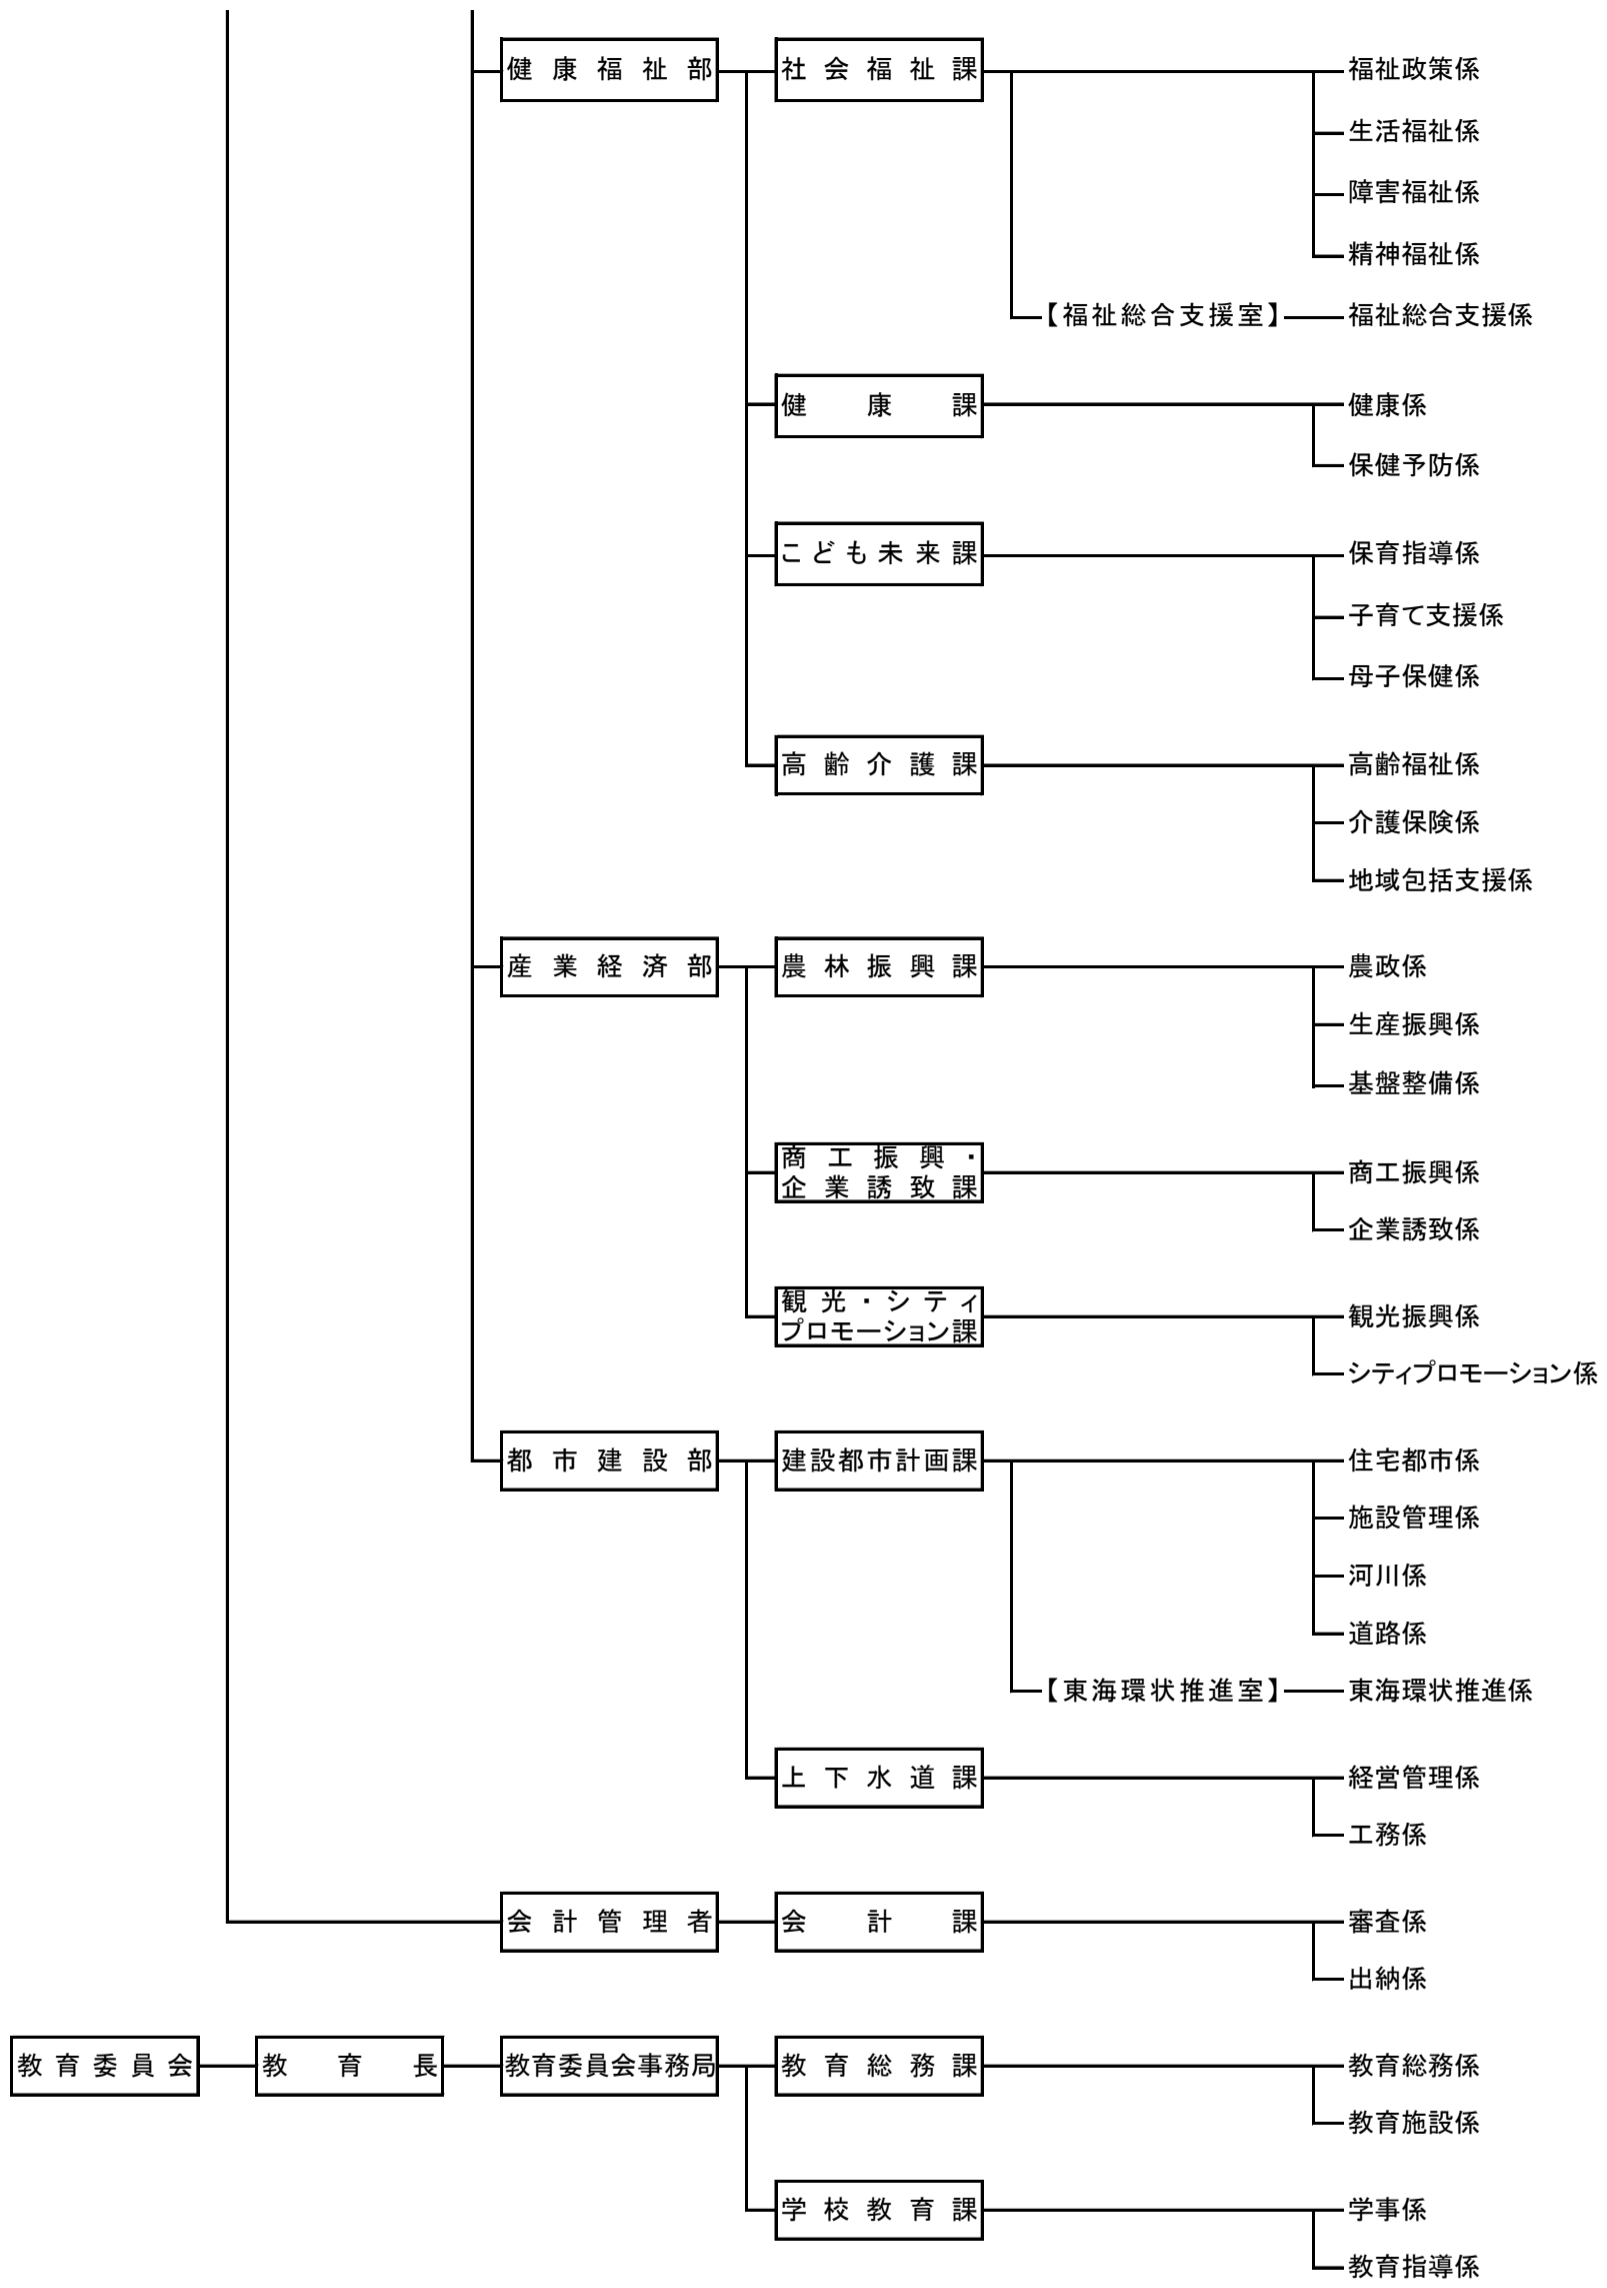 健康福祉部 社会福祉課 福祉政策係
生活福祉係
障害福祉係
精神福祉係
【福祉総合支援室】 福祉総合支援係
健康課 健康係
保健予防係
こども未来課 保育指導係
子育て支援係
母子保健係
高齢介護課 高齢福祉係
介護保険係
地域包括支援係
産業経済部 農林振興課 農政係
生産振興係
基盤整備係
商工振興・
企業誘致課
商工振興係
企業誘致係
観光・シティ
プロモーション課
観光振興係
シティプロモーション係
都市建設部 建設都市計画課 住宅都市係
施設管理係
河川係
道路係
【東海環状推進室】 東海環状推進係
上下水道課 経営管理係
工務係
会計管理者 会計課 審査係
出納係
教育委員会 教育長 教育委員会事務局 教育総務課 教育総務係
教育施設係
学校教育課 学事係
教育指導係